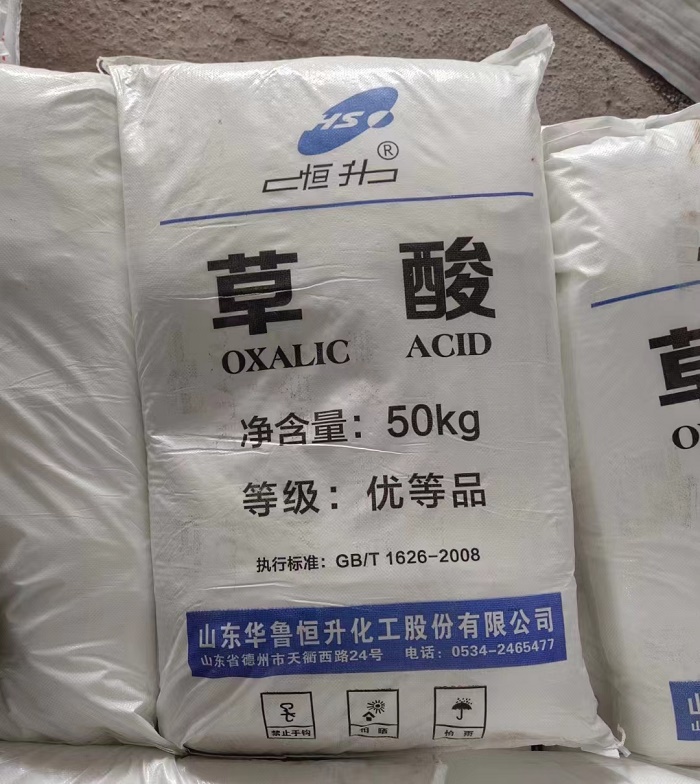 HS
®
恒升
草酸
OXALIC ACID
净含量：50kg
等级：优等品
执行标准：GB/T 1626-2008
山东华鲁恒升化工股份有限公司
山东省德州市天衢西路24号 电话：0534-2465477
禁止手钩
怕晒
怕雨
草